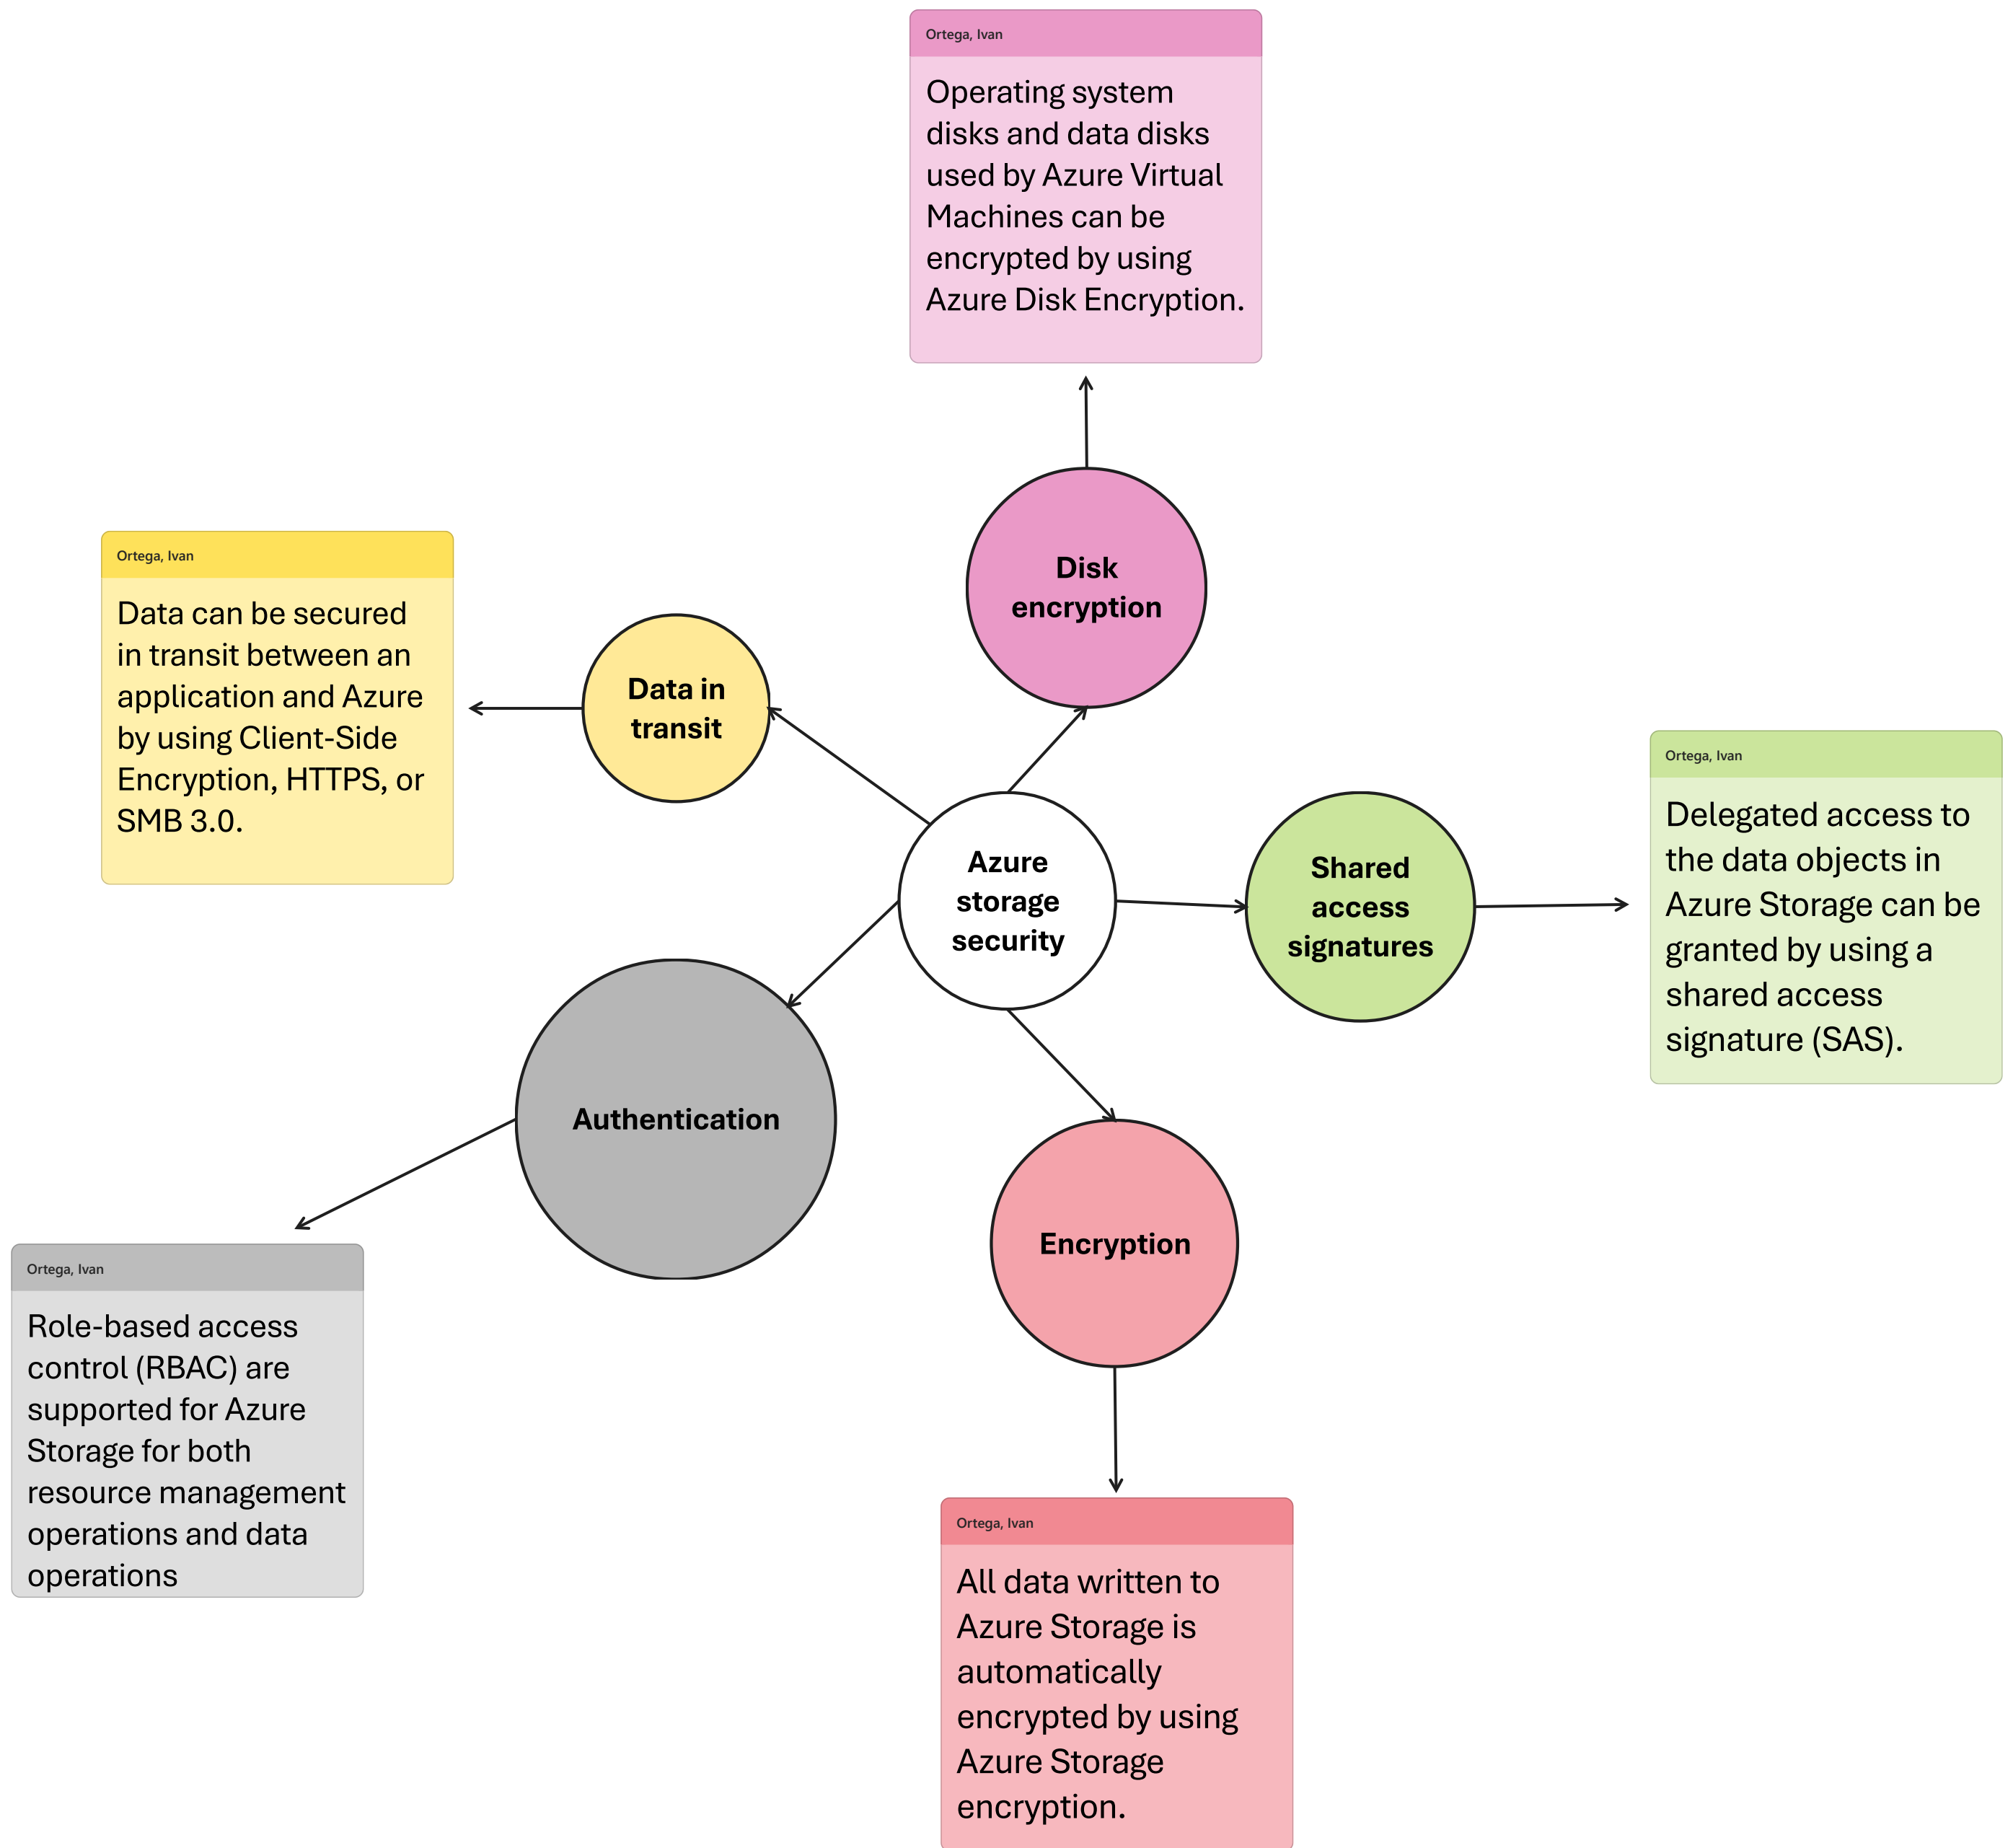 Ortega, Ivan
Operating system
disks and data disks
used by Azure Virtual
Machines can be
encrypted by using
Azure Disk Encryption.
Disk
encryption
Ortega, Ivan
Data can be secured
in transit between an
application and Azure
by using Client-Side
Encryption, HTTPS, or
SMB 3.0.
Data in
transit
Azure
storage
security
Shared
access
signatures
Ortega, Ivan
Delegated access to
the data objects in
Azure Storage can be
granted by using a
shared access
signature (SAS).
Authentication
Ortega, Ivan
Role-based access
control (RBAC) are
supported for Azure
Storage for both
resource management
operations and data
operations
Encryption
Ortega, Ivan
All data written to
Azure Storage is
automatically
encrypted by using
Azure Storage
encryption.